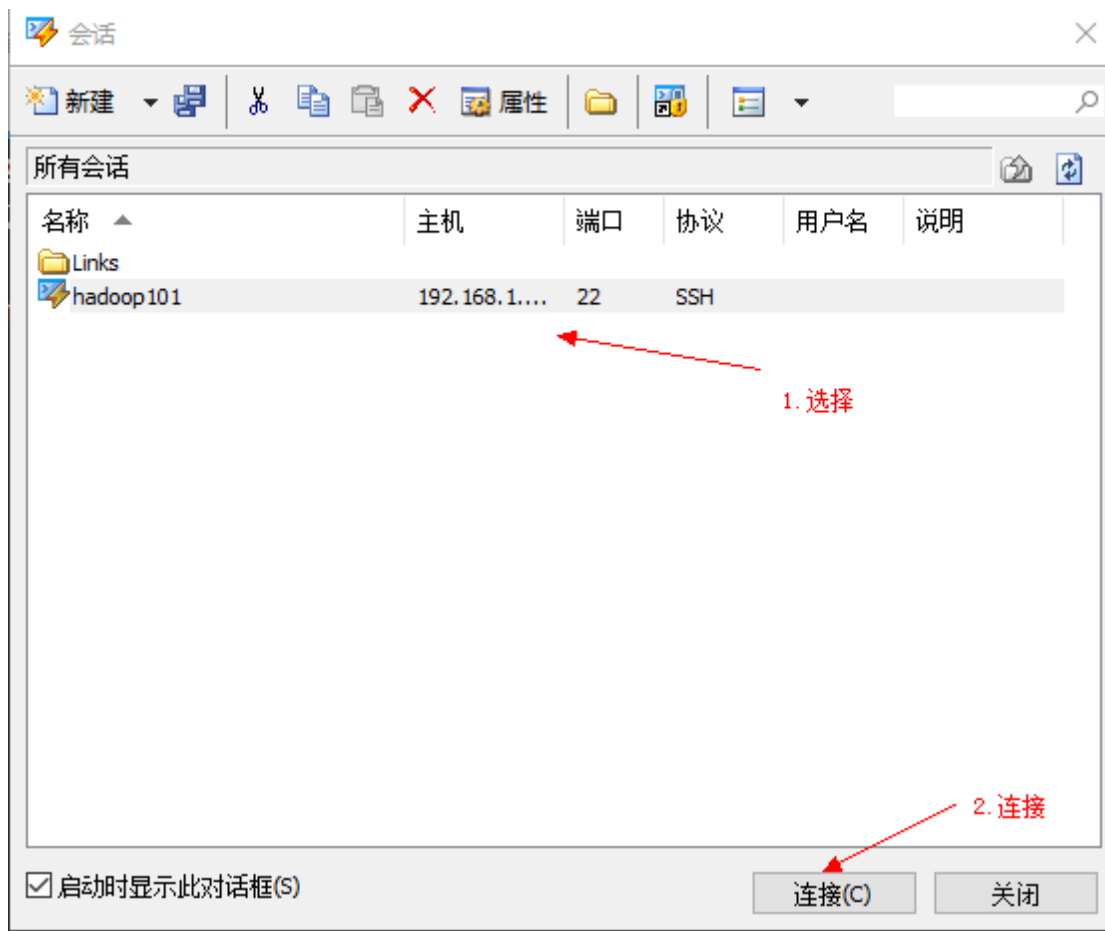 会话
新建 属性
所有会话
名称 主机 端口 协议 用户名 说明
Links
hadoop101 192.168.1.... 22 SSH
1.选择
2.连接
启动时显示此对话框(S) 连接(C) 关闭